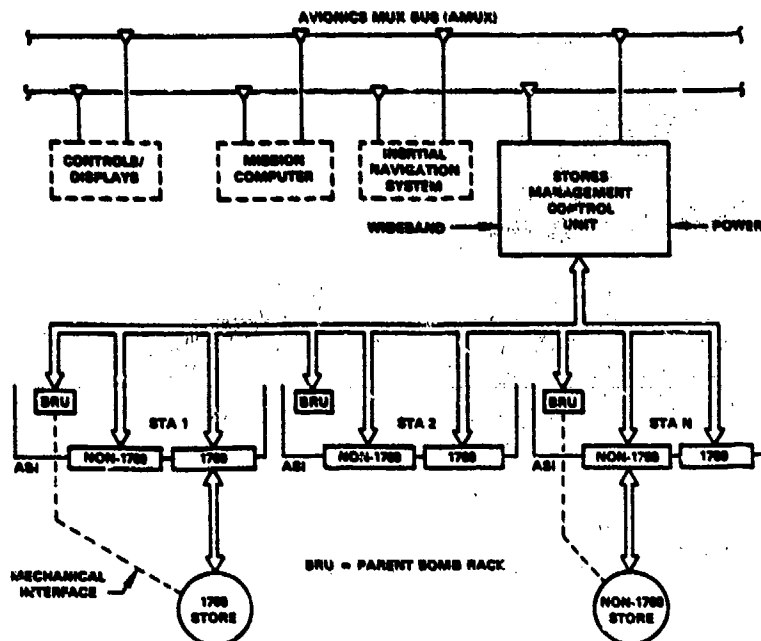 AVIONICS MUX BUS (AMUX)
CONTROLS/
DISPLAYS
MISSION
COMPUTER
INERTIAL
NAVIGATION
SYSTEM
STORES
MANAGEMENT
CONTROL
UNIT
WIDEBAND
POWER
BRU
BRU
BRU
STA 1
STA 2
STA N
ASI
NON-1760
1760
ASI
NON-1760
1760
ASI
NON-1760
1760
BRU = PARENT BOMB RACK
MECHANICAL
INTERFACE
1760
STORE
NON-1760
STORE